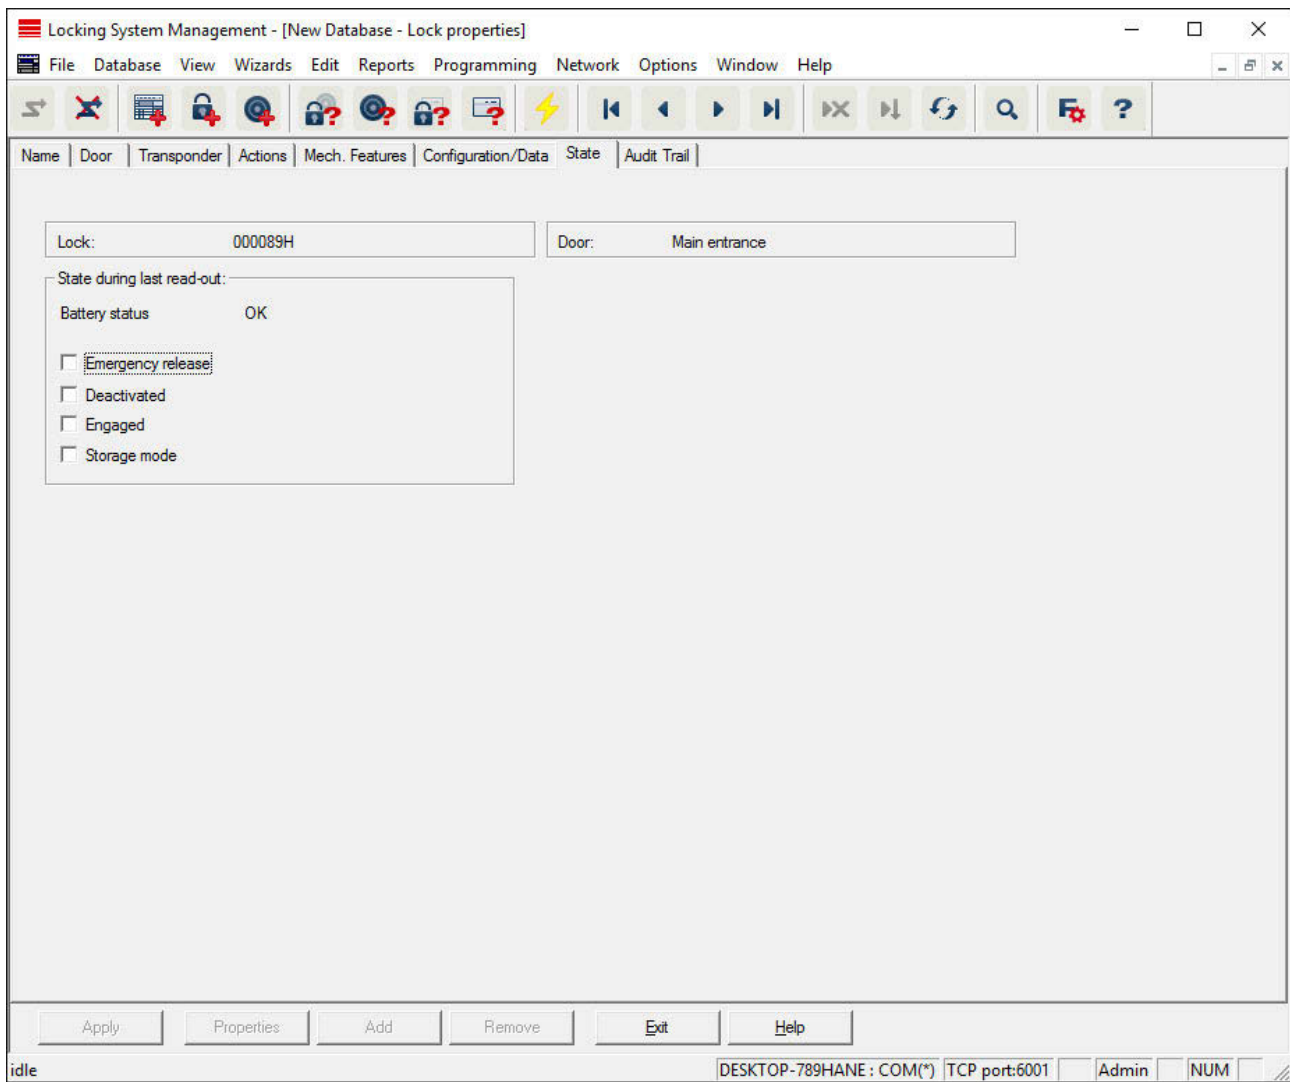 Locking System Management - [New Database - Lock properties]
File Database View Wizards Edit Reports Programming Network Options Window Help
Name Door Transponder Actions Mech. Features Configuration/Data State Audit Trail
Lock: 000089H Door: Main entrance
State during last read-out:
Battery status OK
Emergency release
Deactivated
Engaged
Storage mode
Apply Properties Add Remove Exit Help
idle DESKTOP-789HANE : COM(*) TCP port:6001 Admin NUM